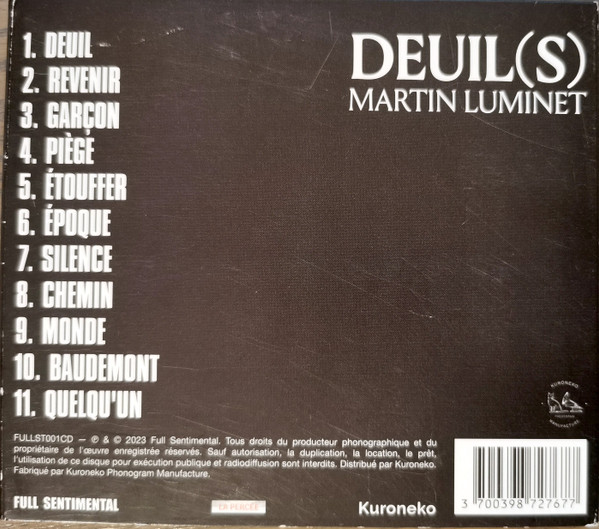 DEUIL(S)
MARTIN LUMINET
1. DEUIL
2. REVENIR
3. GARÇON
4. PIÈGE
5. ÉTOUFFER
6. ÉPOQUE
7. SILENCE
8. CHEMIN
9. MONDE
10. BAUDEMONT
11. QUELQU'UN
FULLST001CD — ℗ & © 2023 Full Sentimental. Tous droits du producteur phonographique et du
propriétaire de l'œuvre enregistrée réservés. Sauf autorisation, la duplication, la location, le prêt,
l'utilisation de ce disque pour exécution publique et radiodiffusion sont interdits. Distribué par Kuroneko.
Fabriqué par Kuroneko Phonogram Manufacture.
KURONEKO
PHONOGRAM
MANUFACTURE
FULL SENTIMENTAL
LA PERCÉE
Kuroneko
3 700398 727677